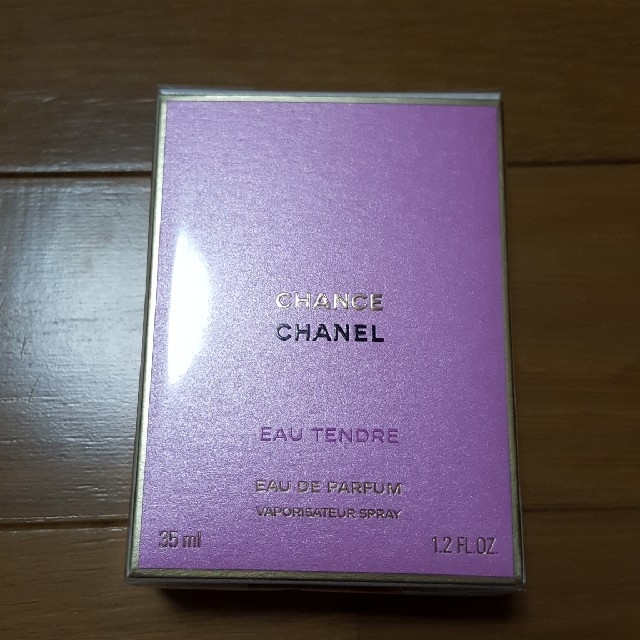 CHANCE
CHANEL
EAU TENDRE
EAU DE PARFUM
VAPORISATEUR SPRAY
35 ml 1.2 FL.OZ.